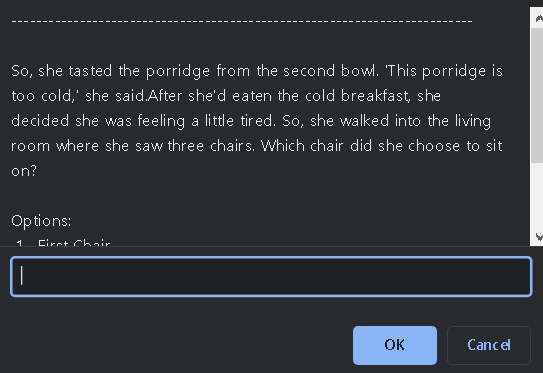 --------------------------------------------------------------------------
So, she tasted the porridge from the second bowl. 'This porridge is
too cold,' she said.After she'd eaten the cold breakfast, she
decided she was feeling a little tired. So, she walked into the living
room where she saw three chairs. Which chair did she choose to sit
on?
Options:
1. First Chair
OK Cancel